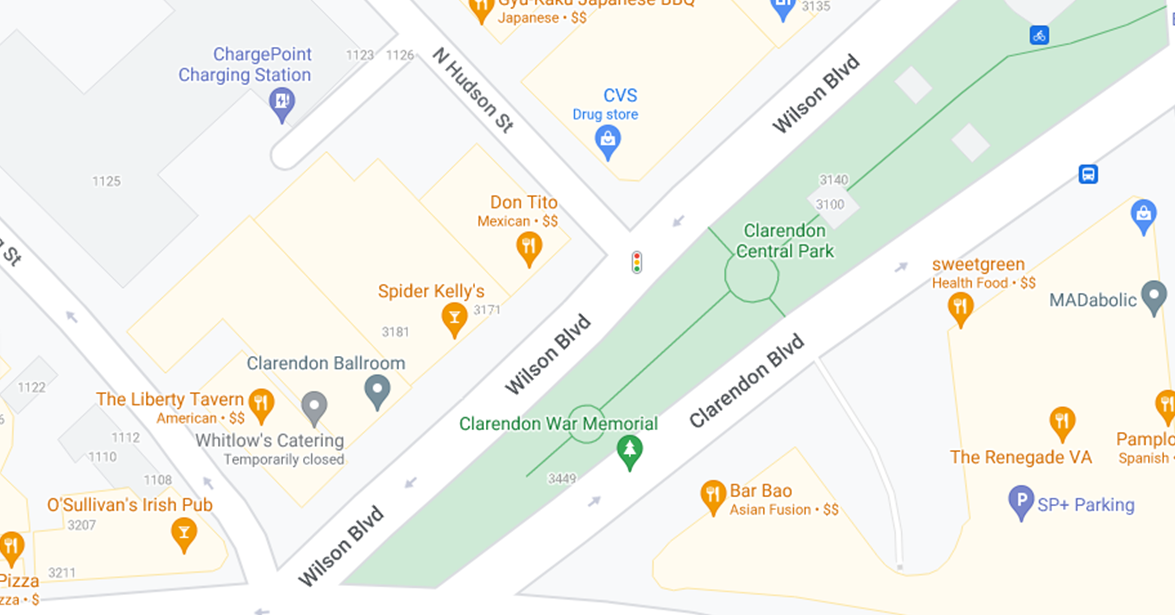 Gyu-Kaku Japanese BBQ
Japanese • $$
3135
ChargePoint
Charging Station
1123
1126
N Hudson St
Wilson Blvd
CVS
Drug store
1125
3140
3100
Don Tito
Mexican • $$
Clarendon
Central Park
St
sweetgreen
Health Food • $$
MADabolic
Spider Kelly's
3171
3181
Wilson Blvd
Clarendon Blvd
Clarendon Ballroom
1122
The Liberty Tavern
American • $$
Whitlow's Catering
Temporarily closed
Clarendon War Memorial
1112
1110
1108
3449
The Renegade VA
Spanish
Bar Bao
Asian Fusion • $$
P
SP+ Parking
O'Sullivan's Irish Pub
3207
Wilson Blvd
3211
Pizza